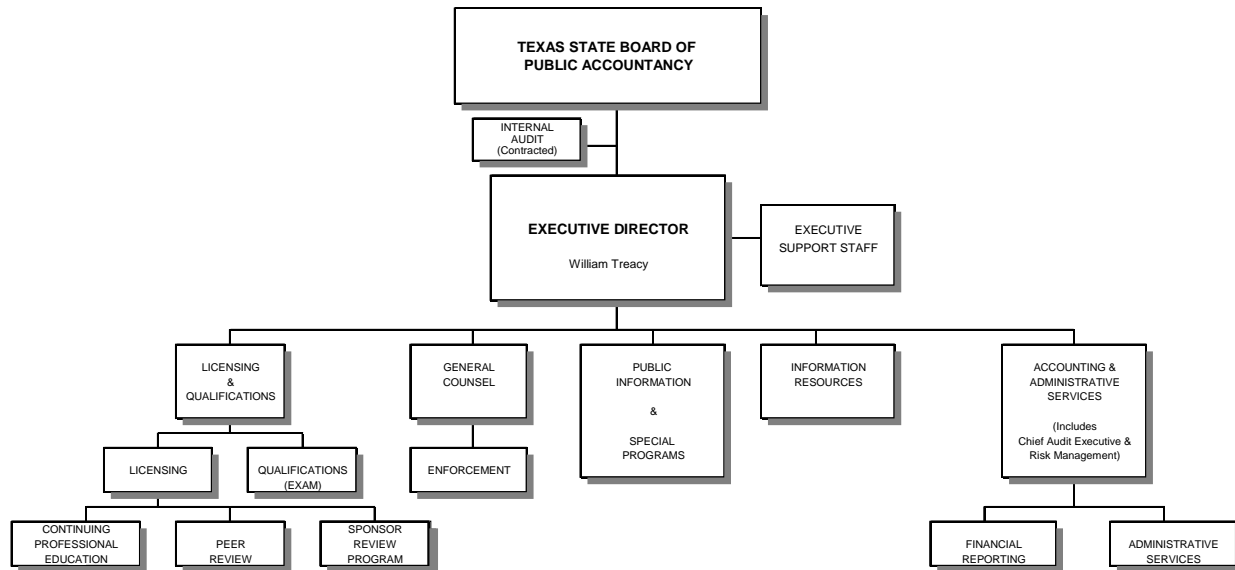 TEXAS STATE BOARD OF
PUBLIC ACCOUNTANCY
INTERNAL
AUDIT
(Contracted)
EXECUTIVE DIRECTOR
William Treacy
EXECUTIVE
SUPPORT STAFF
LICENSING
&
QUALIFICATIONS
GENERAL
COUNSEL
PUBLIC
INFORMATION
&
SPECIAL
PROGRAMS
INFORMATION
RESOURCES
ACCOUNTING &
ADMINISTRATIVE
SERVICES
(Includes
Chief Audit Executive &
Risk Management)
LICENSING
QUALIFICATIONS
(EXAM)
ENFORCEMENT
CONTINUING
PROFESSIONAL
EDUCATION
PEER
REVIEW
SPONSOR
REVIEW
PROGRAM
FINANCIAL
REPORTING
ADMINISTRATIVE
SERVICES